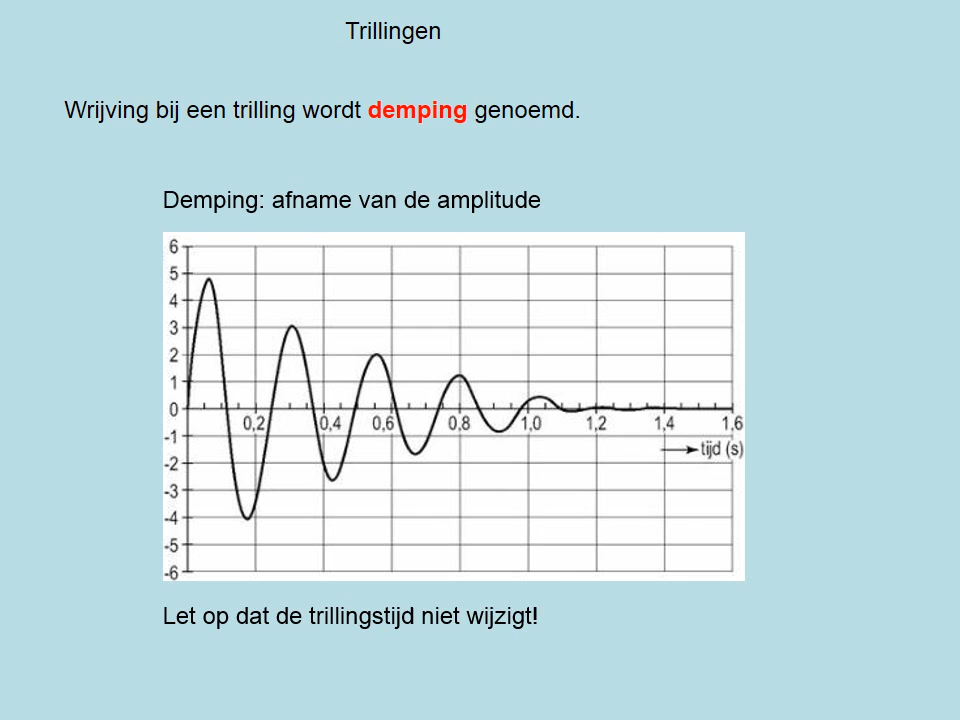 Trillingen
Wrijving bij een trilling wordt demping genoemd.
Demping: afname van de amplitude
6
5
4
3
2
1
0
0,2 0,4 0,6 0,8 1,0 1,2 1,4 1,6
-1
tijd (s)
-2
-3
-4
-5
-6
Let op dat de trillingstijd niet wijzigt!